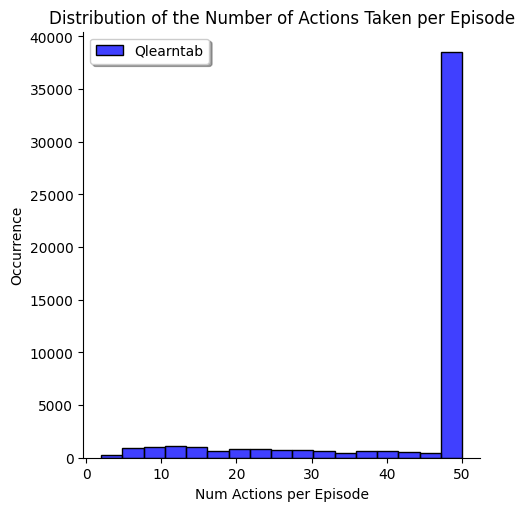 Distribution of the Number of Actions Taken per Episode
Qlearntab
40000
35000
30000
25000
20000
15000
10000
5000
0
Occurrence
0 10 20 30 40 50
Num Actions per Episode